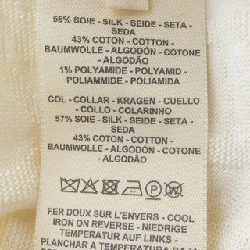 56% SOIE - SILK - SEIDE - SETA -
SEDA
43% COTON - COTTON -
BAUMWOLLE - ALGODÓN - COTONE
- ALGODÃO
1% POLYAMIDE - POLYAMID -
POLIAMMIDE - POLIAMIDA
COL - COLLAR - KRAGEN - CUELLO
- COLLO - COLARINHO
57% SOIE - SILK - SEIDE - SETA -
SEDA
43% COTON - COTTON -
BAUMWOLLE - ALGODÓN - COTONE
- ALGODÃO
P
FER DOUX SUR L'ENVERS - COOL
IRON ON REVERSE - NIEDRIGE
TEMPERATUR AUF LINKS -
PLANCHAR A TEMPERATURA